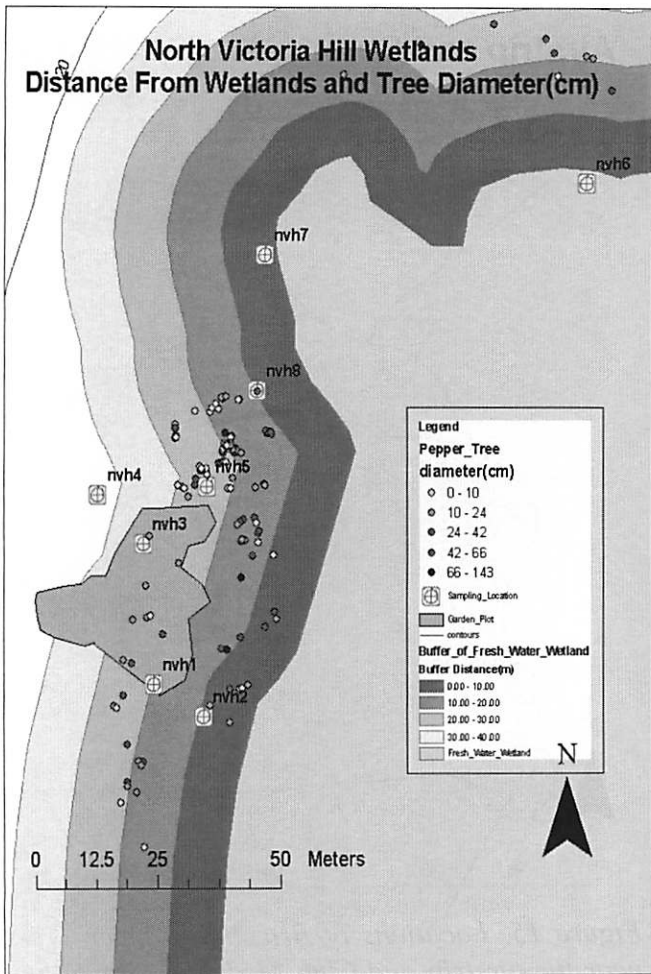 North Victoria Hill Wetlands
Distance From Wetlands and Tree Diameter(cm)
20
nvh6
nvh7
nvh8
nvh5
nvh4
nvh3
nvh1
nvh2
Legend
Pepper_Tree
diameter(cm)
0 - 10
10 - 24
24 - 42
42 - 66
66 - 143
Sampling_Location
Garden_Plot
contours
Buffer_of_Fresh_Water_Wetland
Buffer Distance(m)
0.00 - 10.00
10.00 - 20.00
20.00 - 30.00
30.00 - 40.00
Fresh_Water_Wetland
N
0 12.5 25 50 Meters